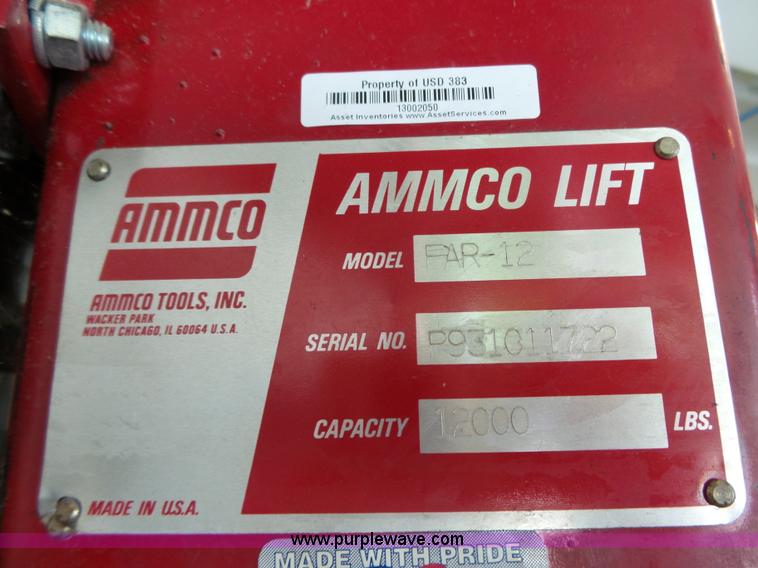 Property of USD 383
13002050
Asset Inventories www.AssetServices.com
AMMCO
AMMCO TOOLS, INC.
WACKER PARK
NORTH CHICAGO, IL 60064 U.S.A.
MADE IN U.S.A.
AMMCO LIFT
MODEL PAR-12
SERIAL NO. P931011722
CAPACITY 12000 LBS.
www.purplewave.com
MADE WITH PRIDE